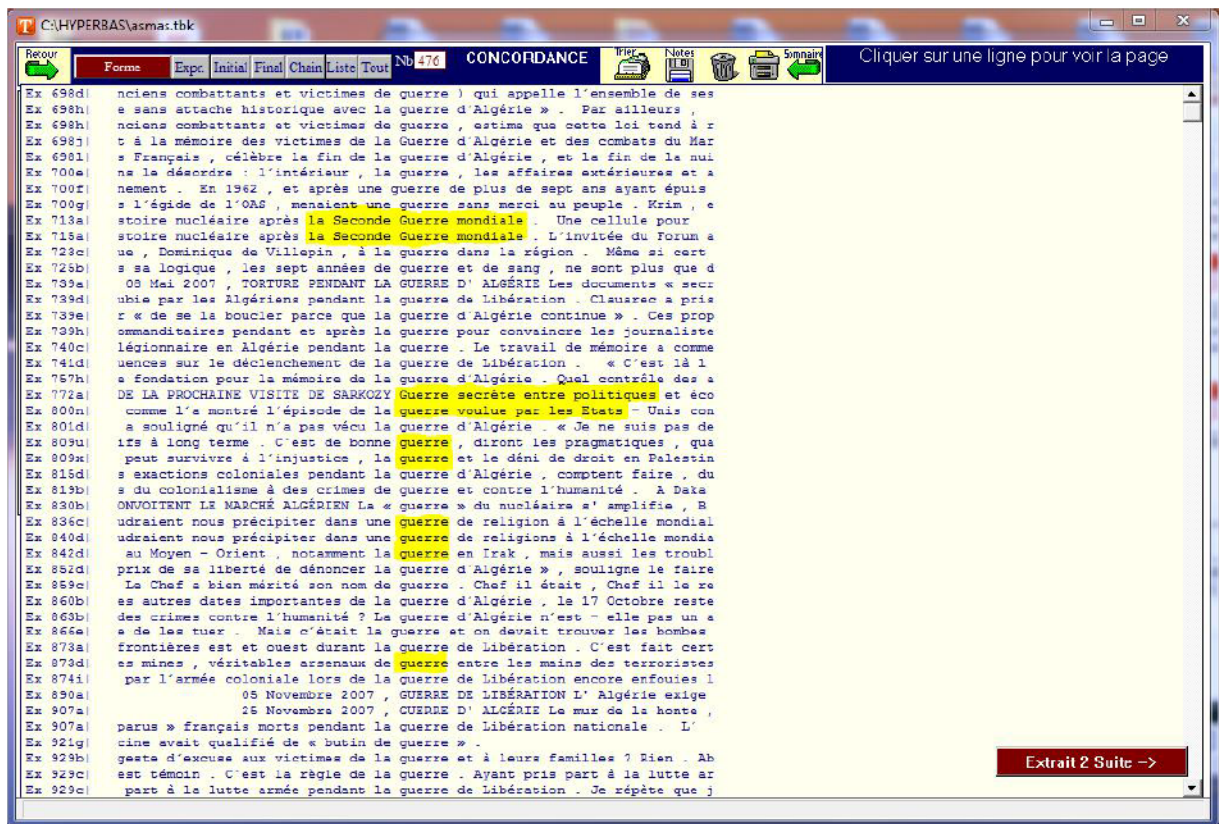 C:\HYPERBAS\asmas.tbk
Retour Forme Expr. Initial Final Chain Liste Tout Nb 476 CONCORDANCE Trier Notes Sommaire Cliquer sur une ligne pour voir la page
Ex 698d| nciens combattants et victimes de guerre ) qui appelle l'ensemble de ses
Ex 698h| e sans attache historique avec la guerre d'Algérie » . Par ailleurs ,
Ex 698h| nciens combattants et victimes de guerre , estime que cette loi tend à r
Ex 698j| t à la mémoire des victimes de la Guerre d'Algérie et des combats du Mar
Ex 698l| s Français , célèbre la fin de la guerre d'Algérie , et la fin de la nui
Ex 700e| ns le désordre : l'intérieur , la guerre , les affaires extérieures et a
Ex 700f| nement . En 1962 , et après une guerre de plus de sept ans ayant épuis
Ex 700g| s l'égide de l'OAS , menaient une guerre sans merci au peuple . Krim , e
Ex 713a| stoire nucléaire après la Seconde Guerre mondiale . Une cellule pour
Ex 715a| stoire nucléaire après la Seconde Guerre mondiale . L'invitée du Forum a
Ex 723c| ue , Dominique de Villepin , à la guerre dans la région . Même si cert
Ex 725b| s sa logique , les sept années de guerre et de sang , ne sont plus que d
Ex 739a| 08 Mai 2007 , TORTURE PENDANT LA GUERRE D' ALGÉRIE Les documents « secr
Ex 739d| ubie par les Algériens pendant la guerre de Libération . Clauarec a pris
Ex 739e| r « de se la boucler parce que la guerre d'Algérie continue » . Ces prop
Ex 739h| ommanditaires pendant et après la guerre pour convaincre les journaliste
Ex 740c| légionnaire en Algérie pendant la guerre . Le travail de mémoire a comme
Ex 741d| uences sur le déclenchement de la guerre de Libération . « C'est là l
Ex 757h| e fondation pour la mémoire de la guerre d'Algérie . Quel contrôle des a
Ex 772a| DE LA PROCHAINE VISITE DE SARKOZY Guerre secrète entre politiques et éco
Ex 800n| comme l'a montré l'épisode de la guerre voulue par les Etats – Unis con
Ex 801d| a souligné qu'il n'a pas vécu la guerre d'Algérie . « Je ne suis pas de
Ex 809u| ifs à long terme . C'est de bonne guerre , diront les pragmatiques , qua
Ex 809x| peut survivre à l'injustice , la guerre et le déni de droit en Palestin
Ex 815d| s exactions coloniales pendant la guerre d'Algérie , comptent faire , du
Ex 819b| s du colonialisme à des crimes de guerre et contre l'humanité . A Daka
Ex 830b| ONVOITENT LE MARCHÉ ALGÉRIEN La « guerre » du nucléaire s' amplifie , B
Ex 836c| udraient nous précipiter dans une guerre de religion à l'échelle mondial
Ex 840d| udraient nous précipiter dans une guerre de religions à l'échelle mondia
Ex 842d| au Moyen – Orient , notamment la guerre en Irak , mais aussi les troubl
Ex 852d| prix de sa liberté de dénoncer la guerre d'Algérie » , souligne le faire
Ex 859c| Le Chef a bien mérité son nom de guerre . Chef il était , Chef il le re
Ex 860b| es autres dates importantes de la guerre d'Algérie , le 17 Octobre reste
Ex 863b| des crimes contre l'humanité ? La guerre d'Algérie n'est – elle pas un a
Ex 866e| e de les tuer . Mais c'était la guerre et on devait trouver les bombes
Ex 873a| frontières est et ouest durant la guerre de Libération . C'est fait cert
Ex 873d| es mines , véritables arsenaux de guerre entre les mains des terroristes
Ex 874i| par l'armée coloniale lors de la guerre de Libération encore enfouies l
Ex 890a| 05 Novembre 2007 , GUERRE DE LIBÉRATION L' Algérie exige
Ex 907a| 25 Novembre 2007 , GUERRE D' ALGÉRIE Le mur de la honte ,
Ex 907a| parus » français morts pendant la guerre de Libération nationale . L'
Ex 921g| cine avait qualifié de « butin de guerre » .
Ex 929b| geste d'excuse aux victimes de la guerre et à leurs familles ? Rien . Ab
Ex 929c| est témoin . C'est la règle de la guerre . Ayant pris part à la lutte ar
Ex 929c| part à la lutte armée pendant la guerre de Libération . Je répète que j
Extrait 2 Suite –>